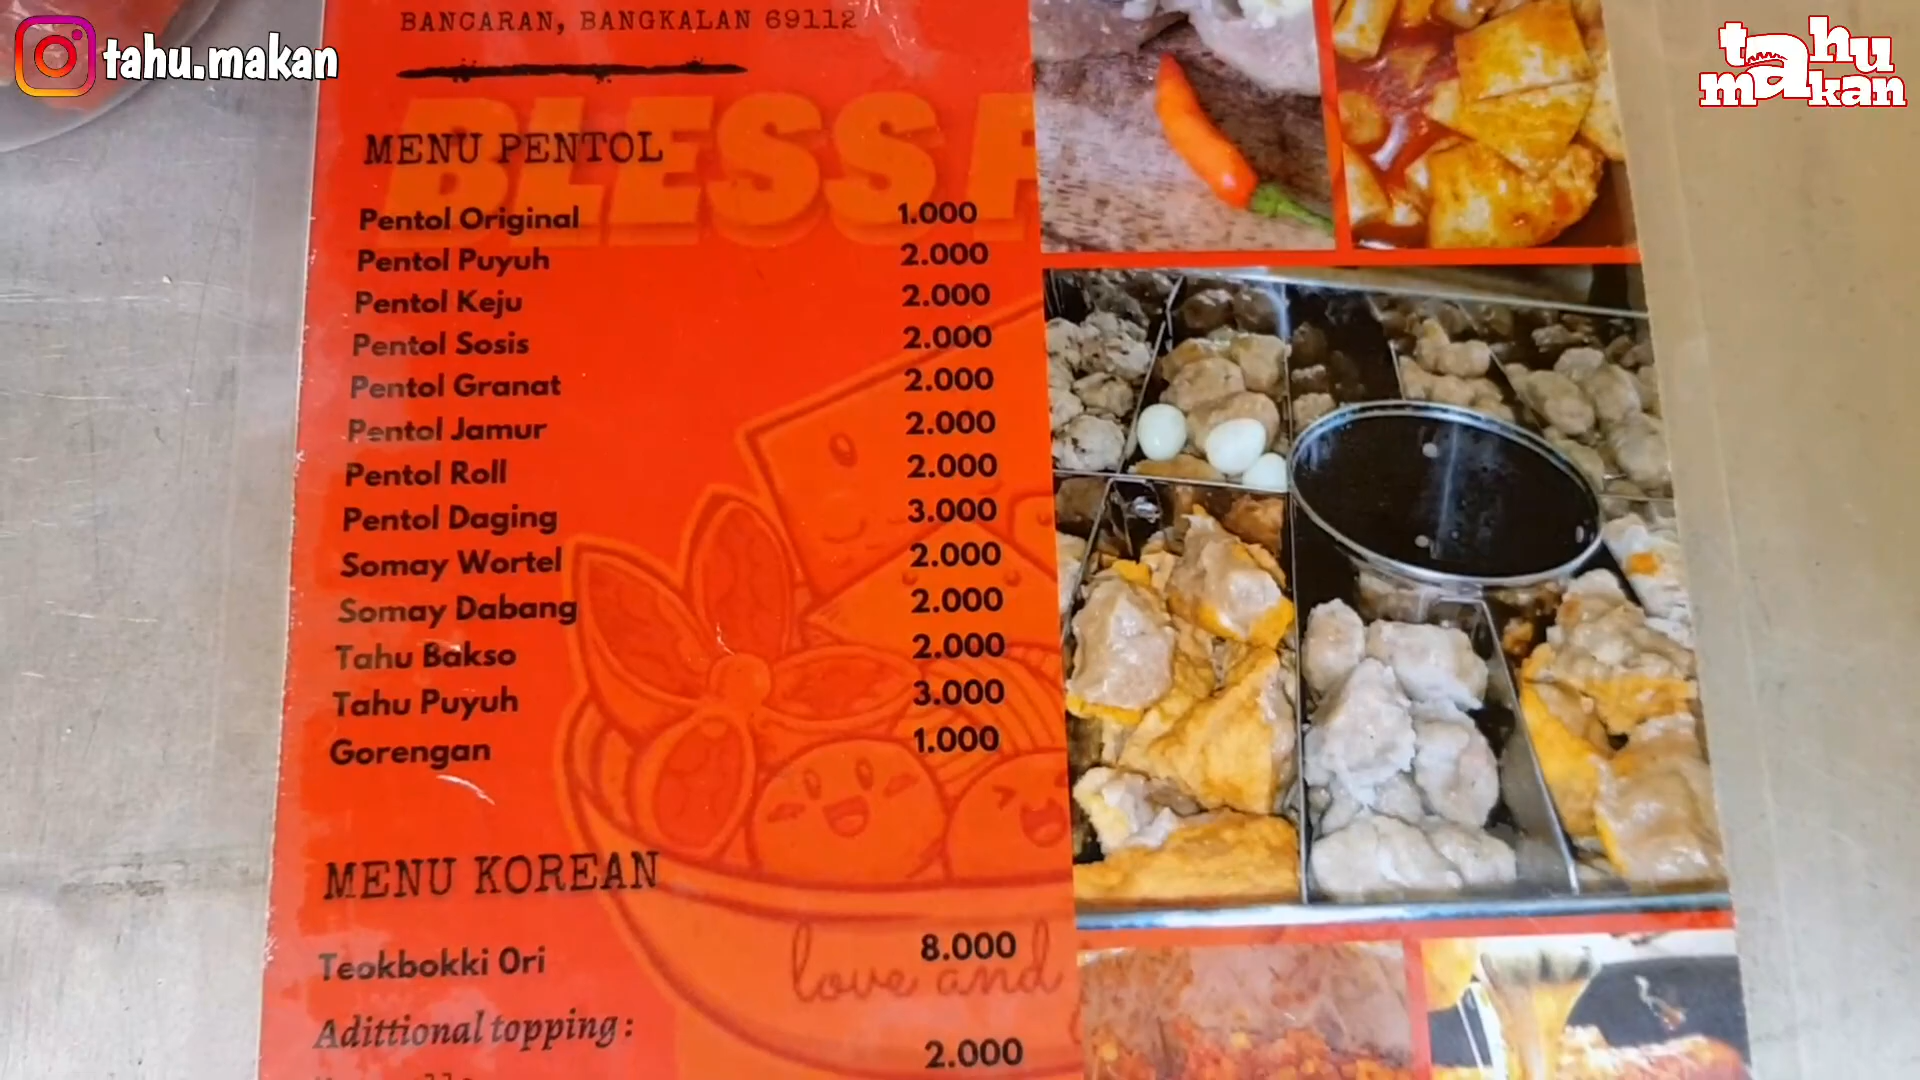 tahu.makan
tahu
makan
BANCARAN, BANGKALAN 69112
BLESS
MENU PENTOL
Pentol Original 1.000
Pentol Puyuh 2.000
Pentol Keju 2.000
Pentol Sosis 2.000
Pentol Granat 2.000
Pentol Jamur 2.000
Pentol Roll 2.000
Pentol Daging 3.000
Somay Wortel 2.000
Somay Dabang 2.000
Tahu Bakso 2.000
Tahu Puyuh 3.000
Gorengan 1.000
MENU KOREAN
Teokbokki Ori 8.000
love and
Adittional topping :
2.000